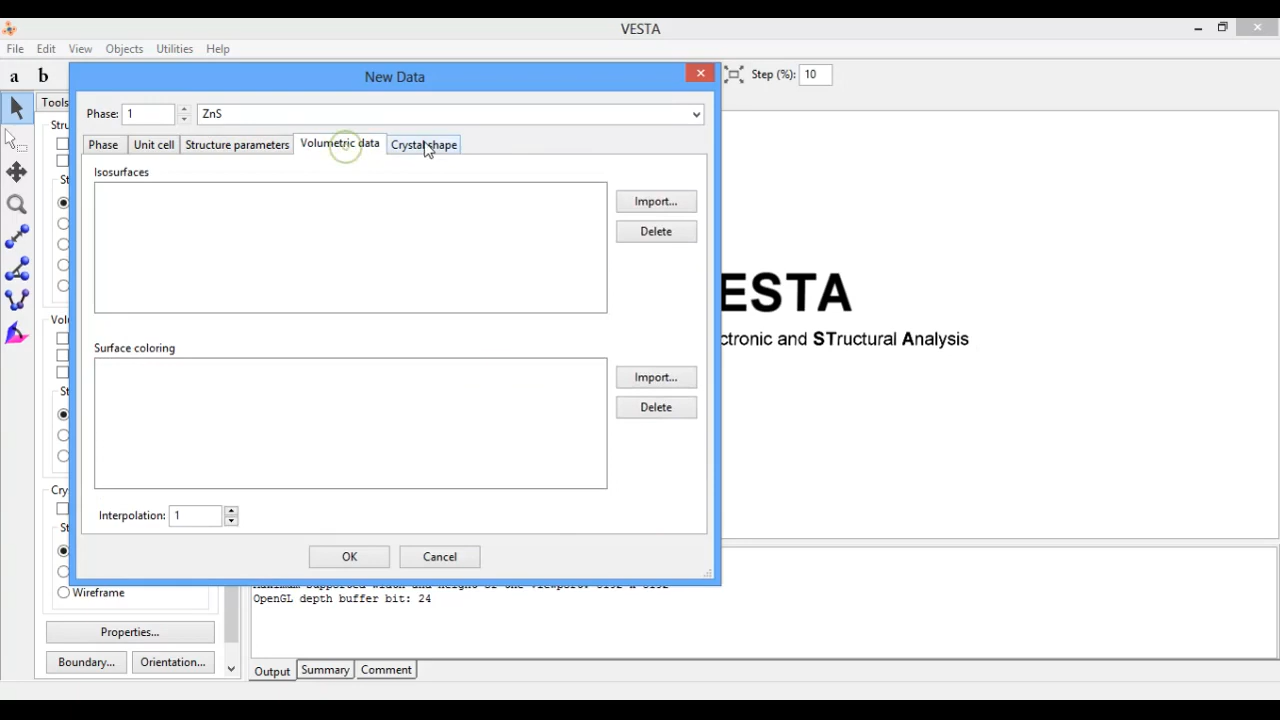 VESTA
File Edit View Objects Utilities Help
a b Step (%): 10
New Data
Tools
Phase: 1 ZnS
Phase Unit cell Structure parameters Volumetric data Crystal shape
Isosurfaces
Import...
Delete
Surface coloring
Import...
Delete
Interpolation: 1
OK Cancel
ESTA
ctronic and STructural Analysis
OpenGL depth buffer bit: 24
Wireframe
Properties...
Boundary... Orientation...
Output Summary Comment